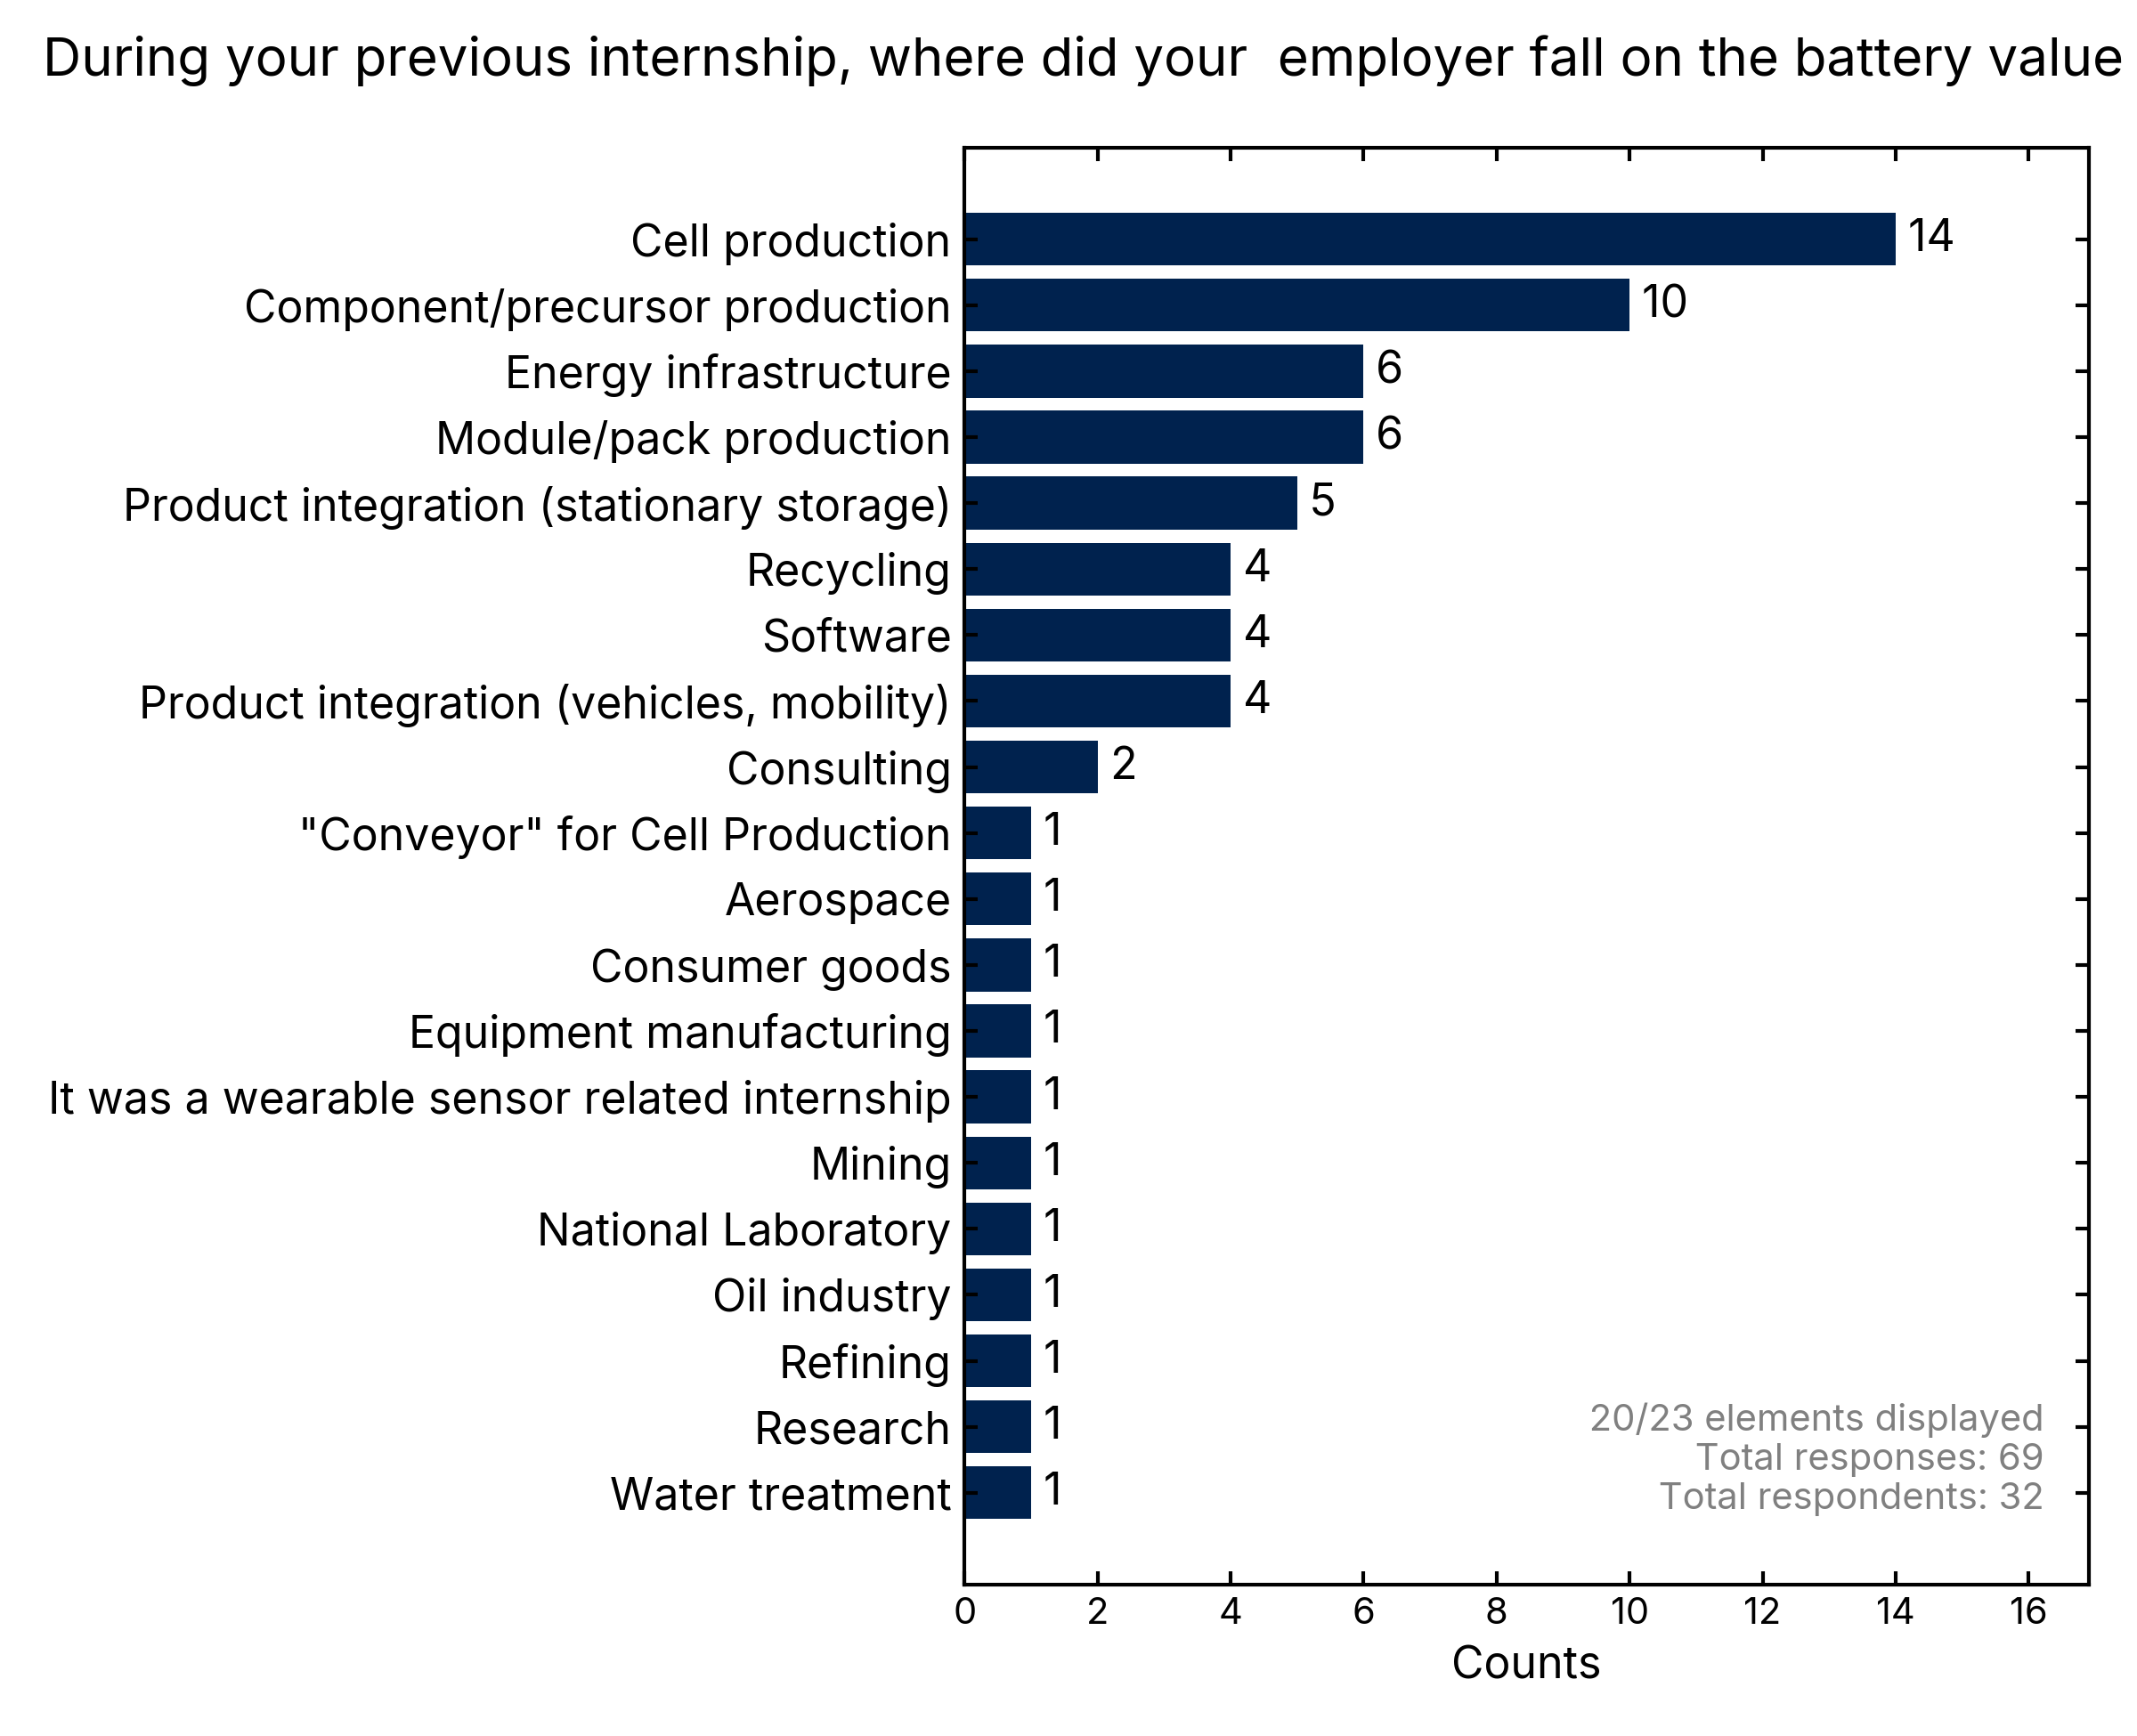 During your previous internship, where did your  employer fall on the battery value
Cell production 14
Component/precursor production 10
Energy infrastructure 6
Module/pack production 6
Product integration (stationary storage) 5
Recycling 4
Software 4
Product integration (vehicles, mobility) 4
Consulting 2
"Conveyor" for Cell Production 1
Aerospace 1
Consumer goods 1
Equipment manufacturing 1
It was a wearable sensor related internship 1
Mining 1
National Laboratory 1
Oil industry 1
Refining 1
Research 1
Water treatment 1
20/23 elements displayed
Total responses: 69
Total respondents: 32
0 2 4 6 8 10 12 14 16
Counts